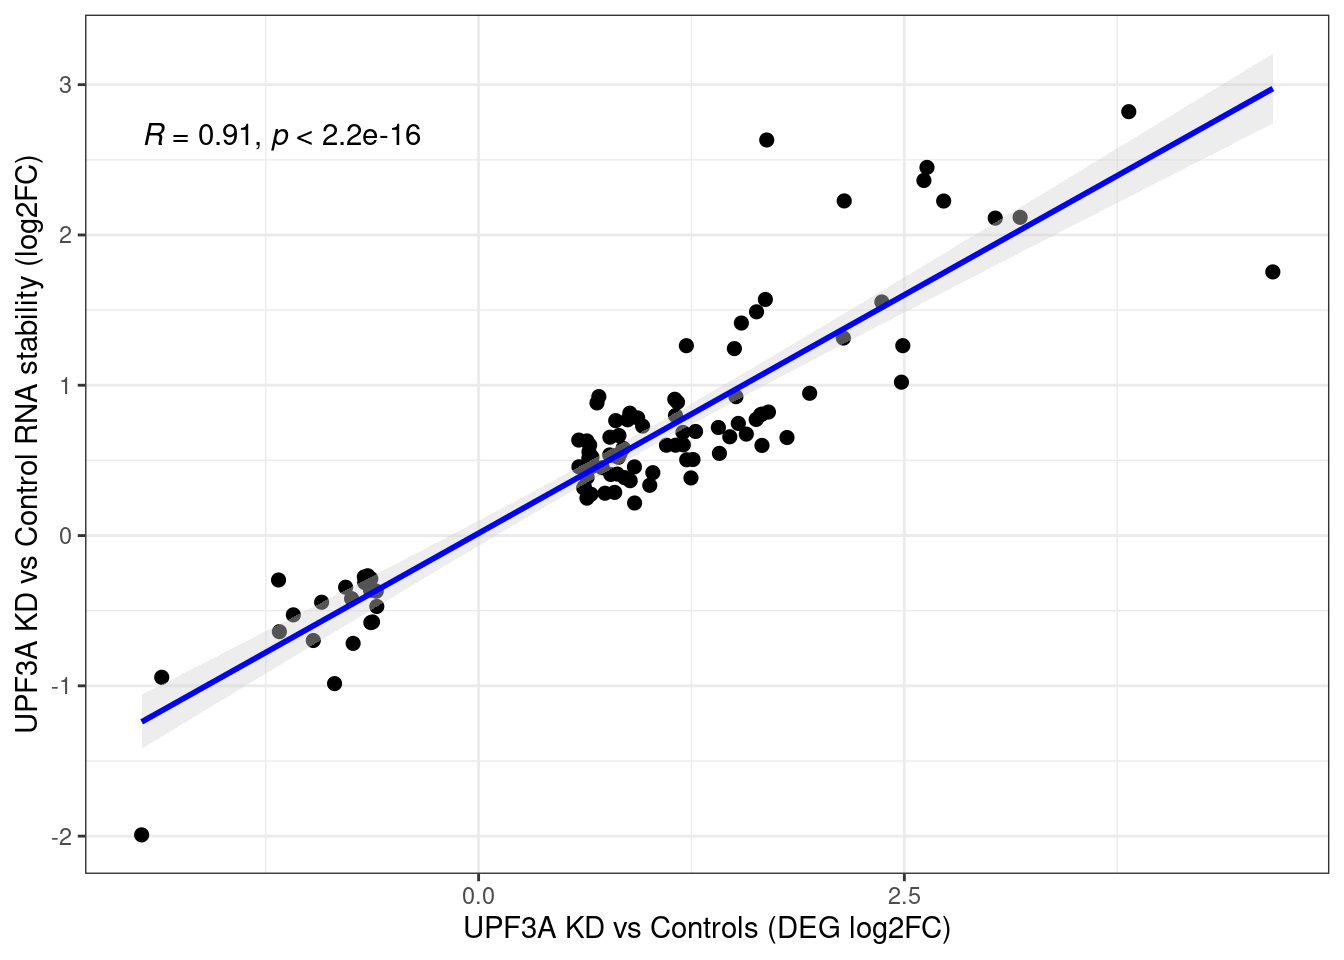 R = 0.91, p < 2.2e-16
3
2
1
0
-1
-2
0.0
2.5
UPF3A KD vs Controls (DEG log2FC)
UPF3A KD vs Control RNA stability (log2FC)